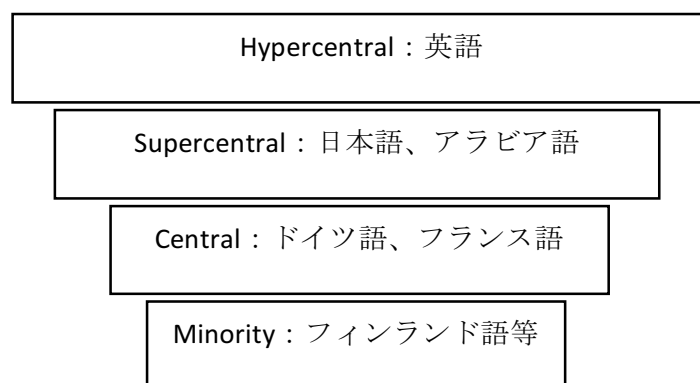 Hypercentral：英語
Supercentral：日本語、アラビア語
Central：ドイツ語、フランス語
Minority：フィンランド語等